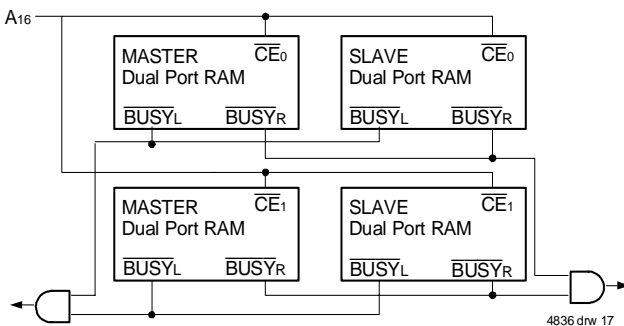 A16
MASTER
Dual Port RAM
CE0
BUSYL
BUSYR
SLAVE
Dual Port RAM
CE0
BUSYL
BUSYR
MASTER
Dual Port RAM
CE1
BUSYL
BUSYR
SLAVE
Dual Port RAM
CE1
BUSYL
BUSYR
4836 drw 17